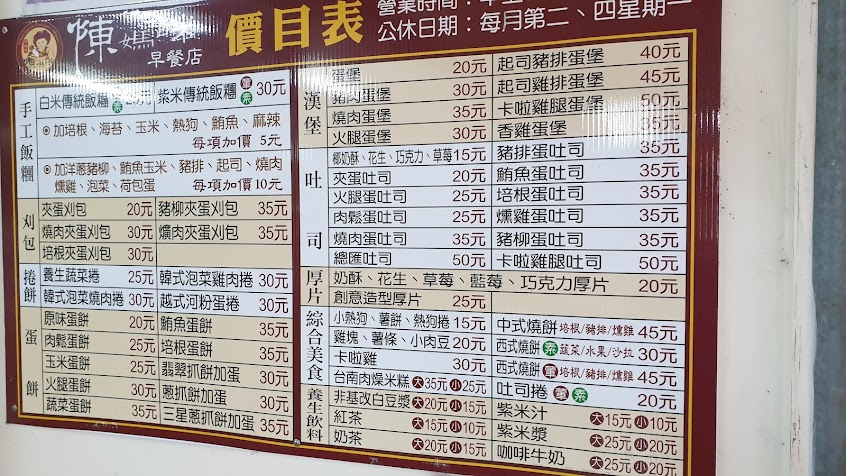 陳
早餐店
價目表
公休日期：每月第二、四星期一
手工飯糰
白米傳統飯糰 素 元 紫米傳統飯糰 葷素 30元
加培根、海苔、玉米、熱狗、鮪魚、麻辣
每項加價 5元
加洋蔥豬柳、鮪魚玉米、豬排、起司、燒肉
燻雞、泡菜、荷包蛋 每項加價10元
刈包
夾蛋刈包 20元 豬柳夾蛋刈包 35元
燒肉夾蛋刈包 30元 爌肉夾蛋刈包 35元
培根夾蛋刈包 30元
捲餅
養生蔬菜捲 25元 韓式泡菜雞肉捲 30元
韓式泡菜燒肉捲 30元 越式河粉蛋捲 30元
蛋餅
原味蛋餅 20元 鮪魚蛋餅 35元
肉鬆蛋餅 25元 培根蛋餅 35元
玉米蛋餅 25元 翡翠抓餅加蛋 30元
火腿蛋餅 30元 蔥抓餅加蛋 30元
蔬菜蛋餅 35元 三星蔥抓餅加蛋 35元
漢堡
蛋堡 20元 起司豬排蛋堡 40元
豬肉蛋堡 30元 起司雞排蛋堡 45元
燒肉蛋堡 30元 卡啦雞腿蛋堡 50元
火腿蛋堡 30元 香雞蛋堡 35元
吐司
椰奶酥、花生、巧克力、草莓 15元 豬排蛋吐司 35元
夾蛋吐司 20元 鮪魚蛋吐司 35元
火腿蛋吐司 25元 培根蛋吐司 35元
肉鬆蛋吐司 25元 燻雞蛋吐司 35元
燒肉蛋吐司 35元 豬柳蛋吐司 35元
總匯吐司 50元 卡啦雞腿吐司 50元
厚片
奶酥、花生、草莓、藍莓、巧克力厚片 20元
創意造型厚片 25元
綜合美食
小熱狗、薯餅、熱狗捲 15元 中式燒餅 培根/豬排/燻雞 45元
雞塊、薯條、小肉豆 20元 西式燒餅 素 蔬菜/水果/沙拉 30元
卡啦雞 30元 西式燒餅 葷 培根/豬排/燻雞 45元
台南肉燥米糕 大35元 小25元 吐司捲 葷 素 20元
養生飲料
非基改白豆漿 大20元 小15元 紫米汁 大15元 小10元
紅茶 大15元 小10元 紫米漿 大25元 小20元
奶茶 大20元 小15元 咖啡牛奶 大25元 小20元